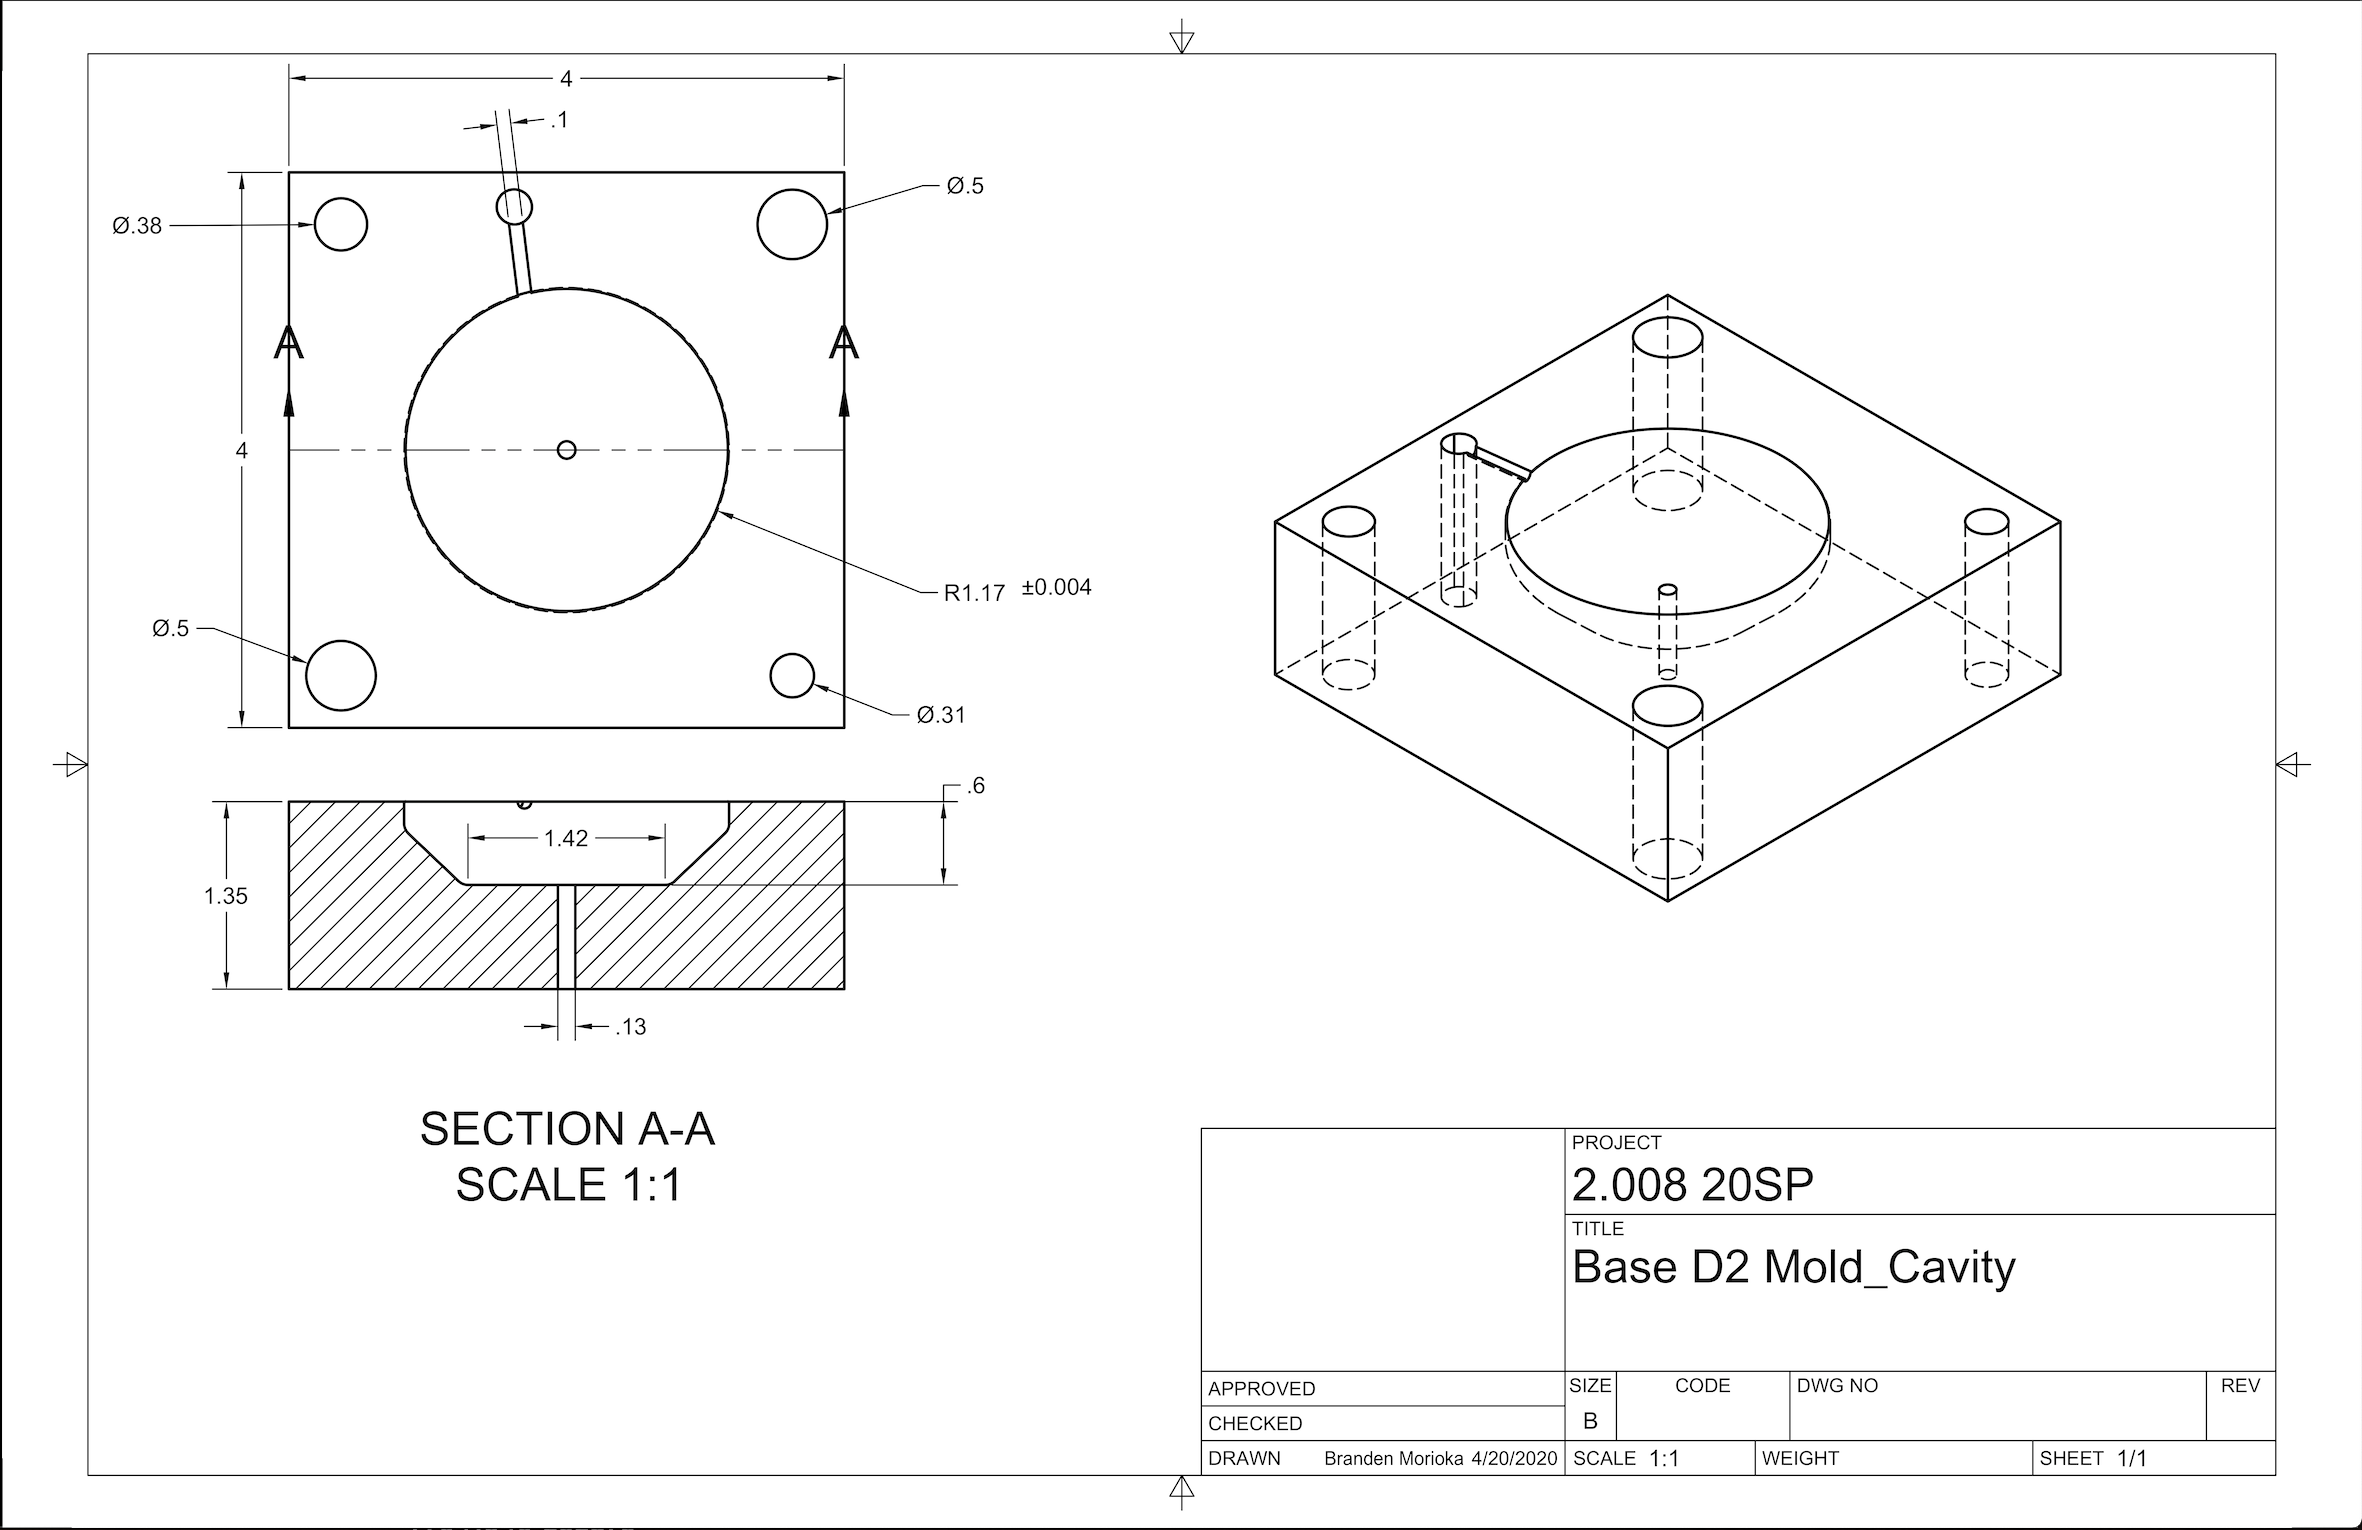 4
.1
Ø.38
Ø.5
A
A
4
R1.17 ±0.004
Ø.5
Ø.31
.6
1.42
1.35
.13
SECTION A-A
SCALE 1:1
PROJECT
2.008 20SP
TITLE
Base D2 Mold_Cavity
APPROVED
CHECKED
DRAWN Branden Morioka 4/20/2020
SIZE
B
CODE
DWG NO
REV
SCALE 1:1
WEIGHT
SHEET 1/1